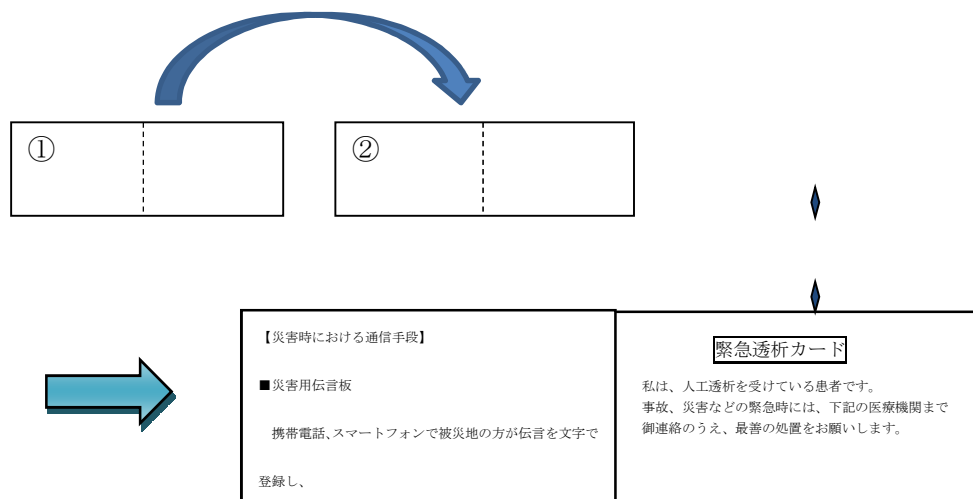 ①
②
【災害時における通信手段】
■災害用伝言板
携帯電話、スマートフォンで被災地の方が伝言を文字で
登録し、
緊急透析カード
私は、人工透析を受けている患者です。
事故、災害などの緊急時には、下記の医療機関まで
御連絡のうえ、最善の処置をお願いします。